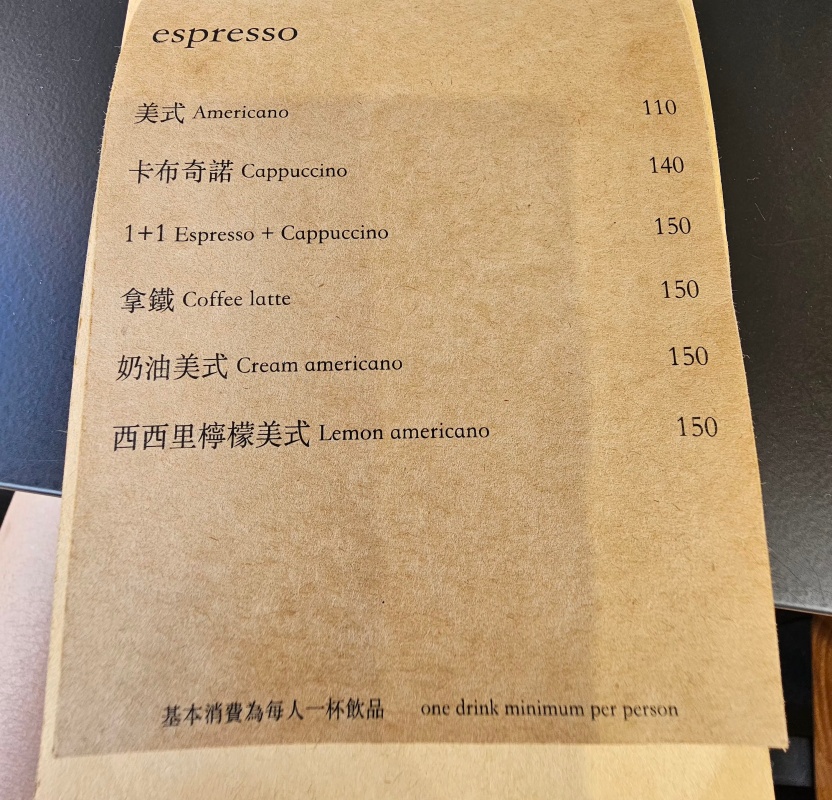 espresso
美式 Americano 110
卡布奇諾 Cappuccino 140
1+1 Espresso + Cappuccino 150
拿鐵 Coffee latte 150
奶油美式 Cream americano 150
西西里檸檬美式 Lemon americano 150
基本消費為每人一杯飲品 one drink minimum per person